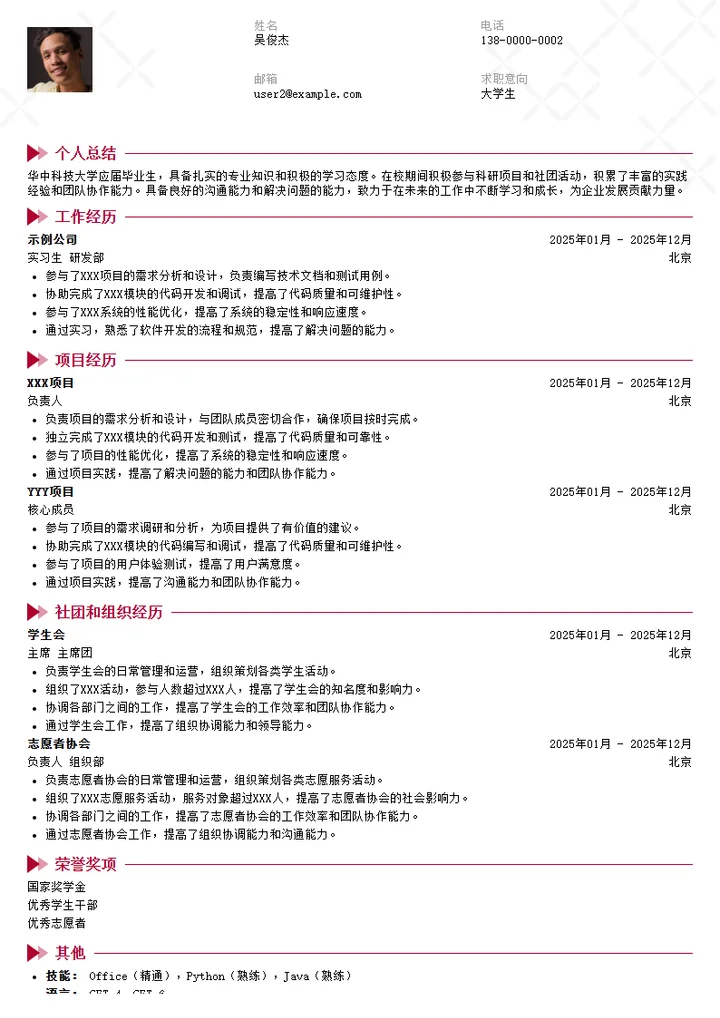 姓名
吴俊杰
电话
138-0000-0002
邮箱
user2@example.com
求职意向
大学生
个人总结
华中科技大学应届毕业生，具备扎实的专业知识和积极的学习态度。在校期间积极参与科研项目和社团活动，积累了丰富的实践
经验和团队协作能力。具备良好的沟通能力和解决问题的能力，致力于在未来的工作中不断学习和成长，为企业发展贡献力量。
工作经历
示例公司 2025年01月 - 2025年12月
实习生 研发部 北京
• 参与了XXX项目的需求分析和设计，负责编写技术文档和测试用例。
• 协助完成了XXX模块的代码开发和调试，提高了代码质量和可维护性。
• 参与了XXX系统的性能优化，提高了系统的稳定性和响应速度。
• 通过实习，熟悉了软件开发的流程和规范，提高了解决问题的能力。
项目经历
XXX项目 2025年01月 - 2025年12月
负责人 北京
• 负责项目的需求分析和设计，与团队成员密切合作，确保项目按时完成。
• 独立完成了XXX模块的代码开发和测试，提高了代码质量和可靠性。
• 参与了项目的性能优化，提高了系统的稳定性和响应速度。
• 通过项目实践，提高了解决问题的能力和团队协作能力。
YYY项目 2025年01月 - 2025年12月
核心成员 北京
• 参与了项目的需求调研和分析，为项目提供了有价值的建议。
• 协助完成了XXX模块的代码编写和调试，提高了代码质量和可维护性。
• 参与了项目的用户体验测试，提高了用户满意度。
• 通过项目实践，提高了沟通能力和团队协作能力。
社团和组织经历
学生会 2025年01月 - 2025年12月
主席 主席团 北京
• 负责学生会的日常管理和运营，组织策划各类学生活动。
• 组织了XXX活动，参与人数超过XXX人，提高了学生会的知名度和影响力。
• 协调各部门之间的工作，提高了学生会的工作效率和团队协作能力。
• 通过学生会工作，提高了组织协调能力和领导能力。
志愿者协会 2025年01月 - 2025年12月
负责人 组织部 北京
• 负责志愿者协会的日常管理和运营，组织策划各类志愿服务活动。
• 组织了XXX志愿服务活动，服务对象超过XXX人，提高了志愿者协会的社会影响力。
• 协调各部门之间的工作，提高了志愿者协会的工作效率和团队协作能力。
• 通过志愿者协会工作，提高了组织协调能力和沟通能力。
荣誉奖项
国家奖学金
优秀学生干部
优秀志愿者
其他
• 技能： Office（精通），Python（熟练），Java（熟练）